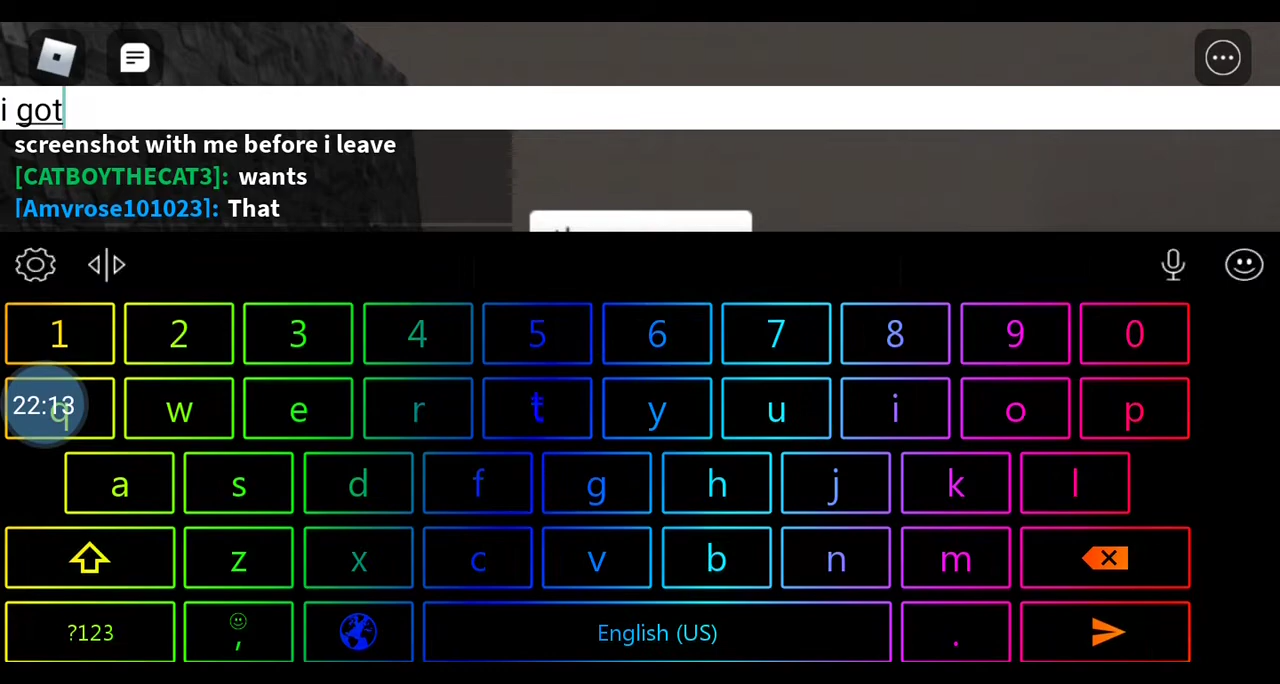 i got
screenshot with me before i leave
[CATBOYTHECAT3]: wants
[Amyrose101023]: That
1 2 3 4 5 6 7 8 9 0
22:13
q w e r t y u i o p
a s d f g h j k l
z x c v b n m
?123 , English (US) .